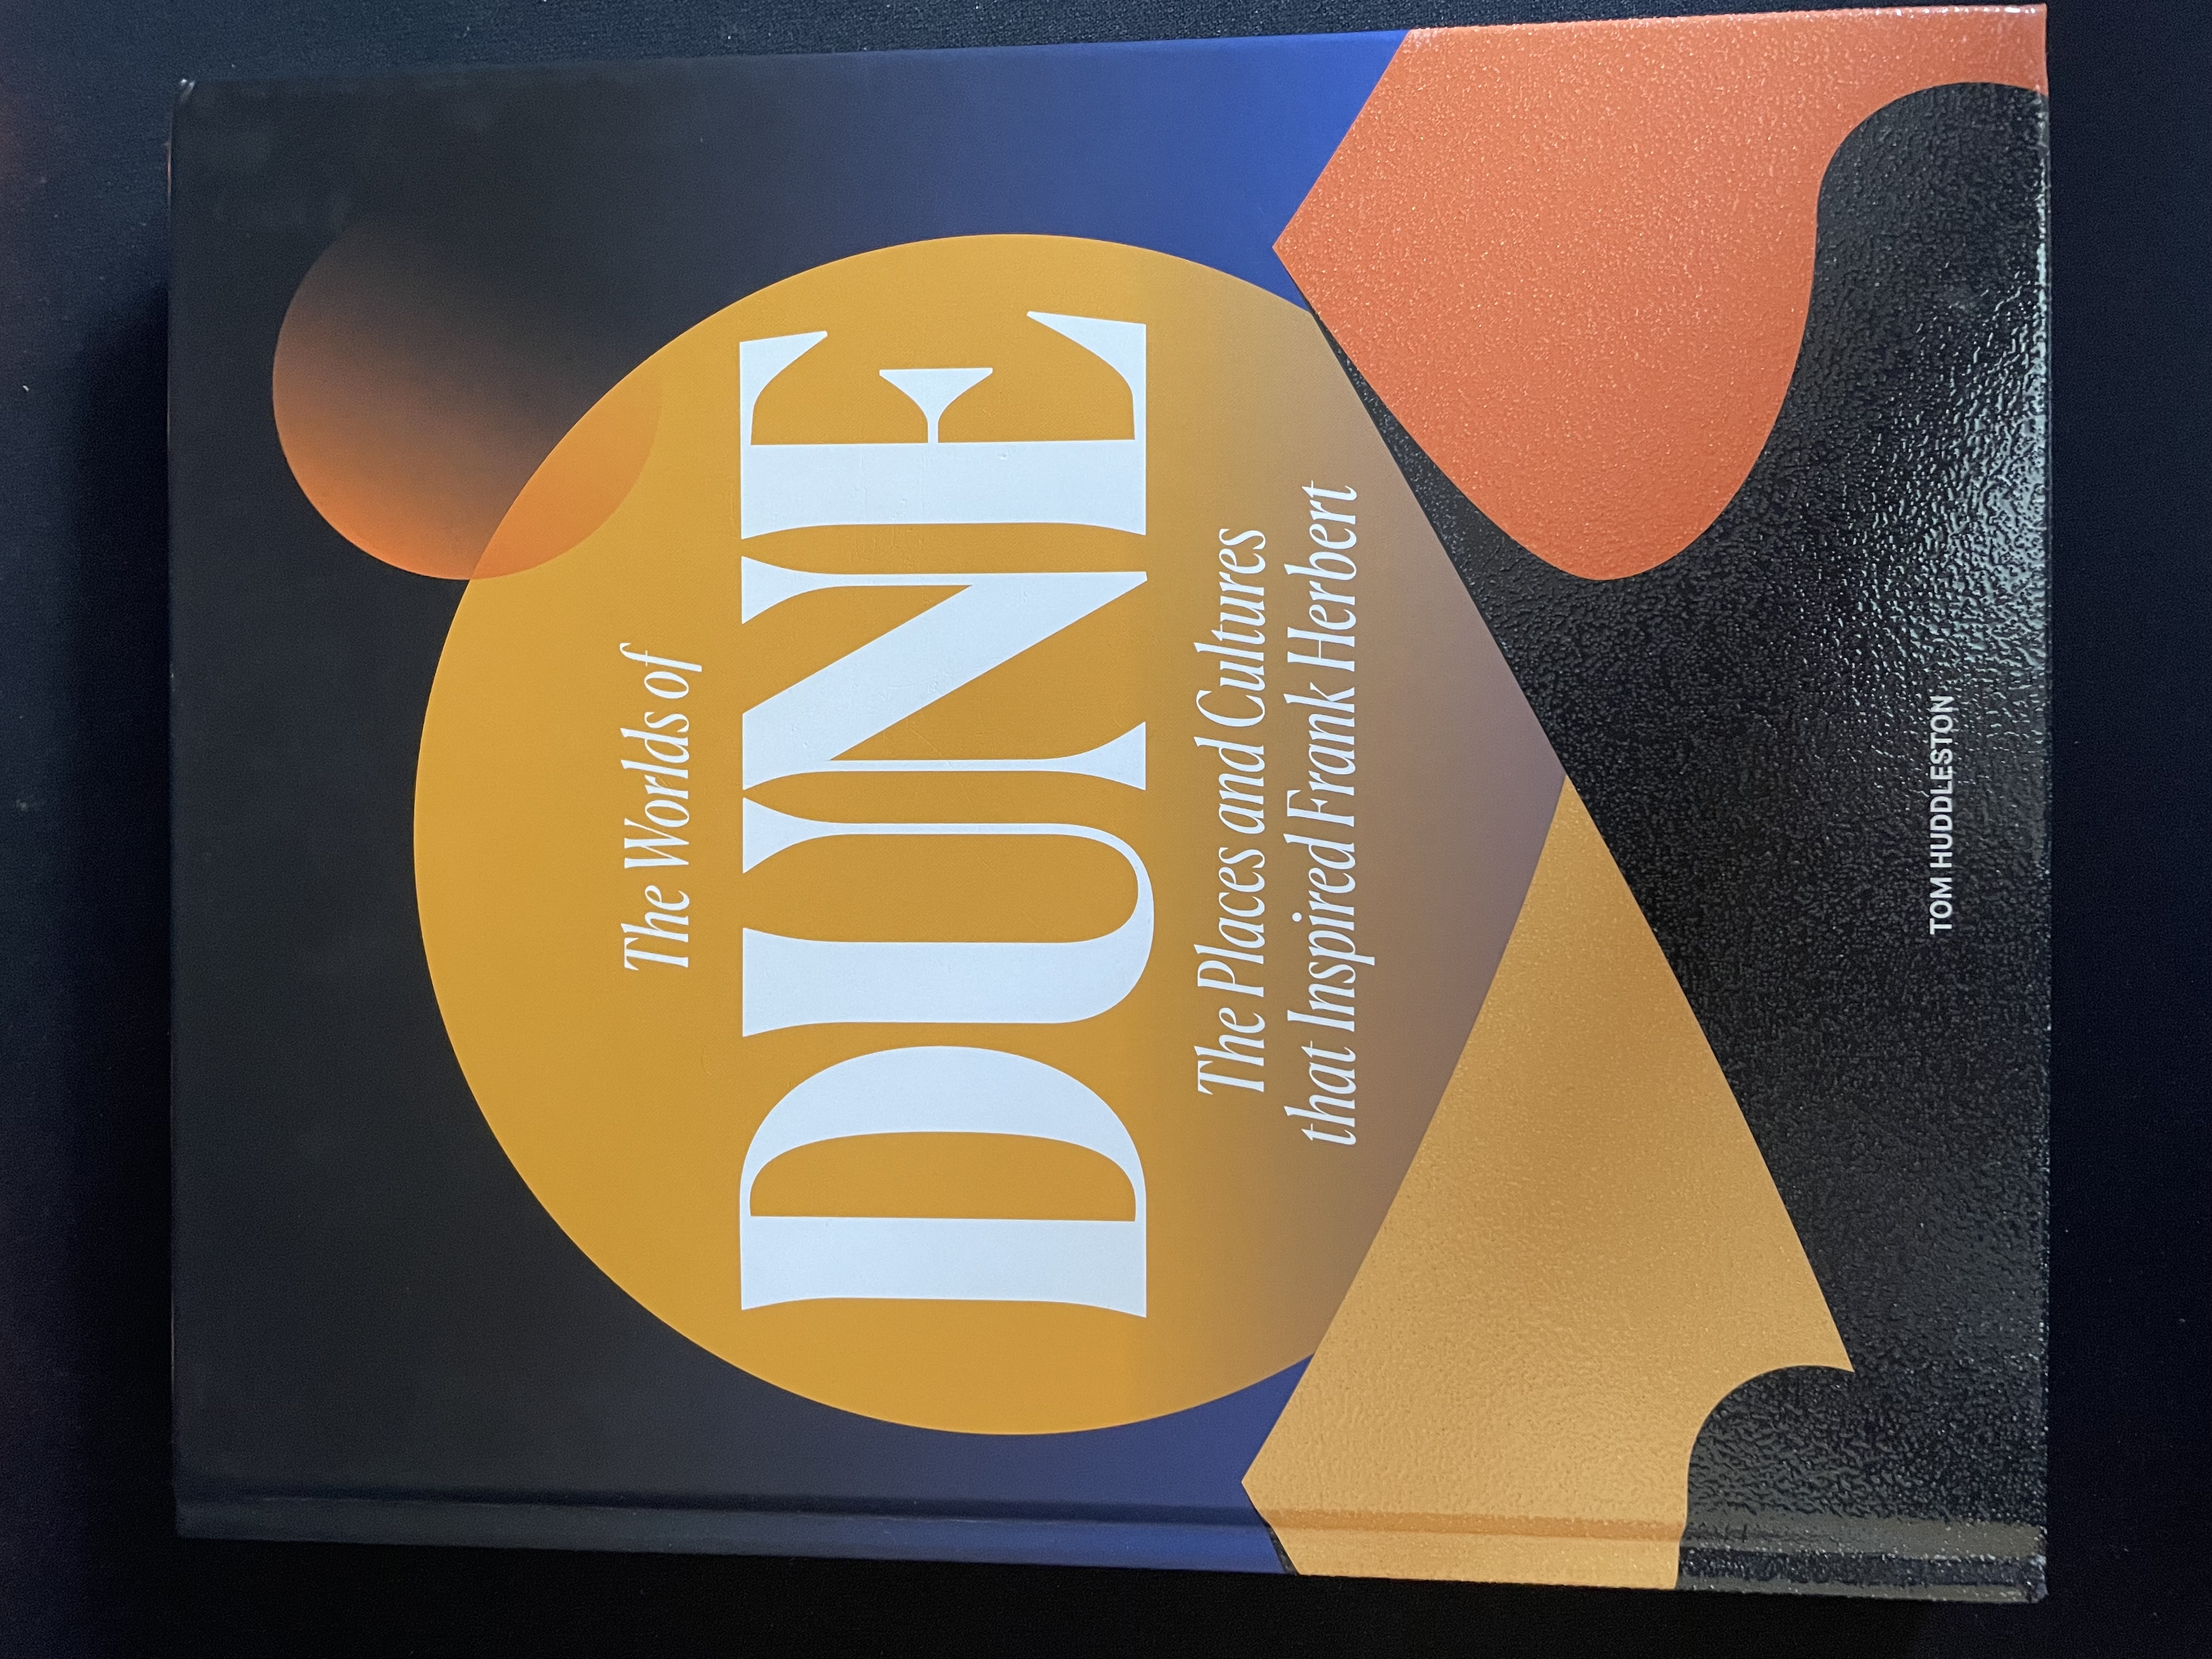 The Worlds of
DUNE
The Places and Cultures
that Inspired Frank Herbert
TOM HUDDLESTON